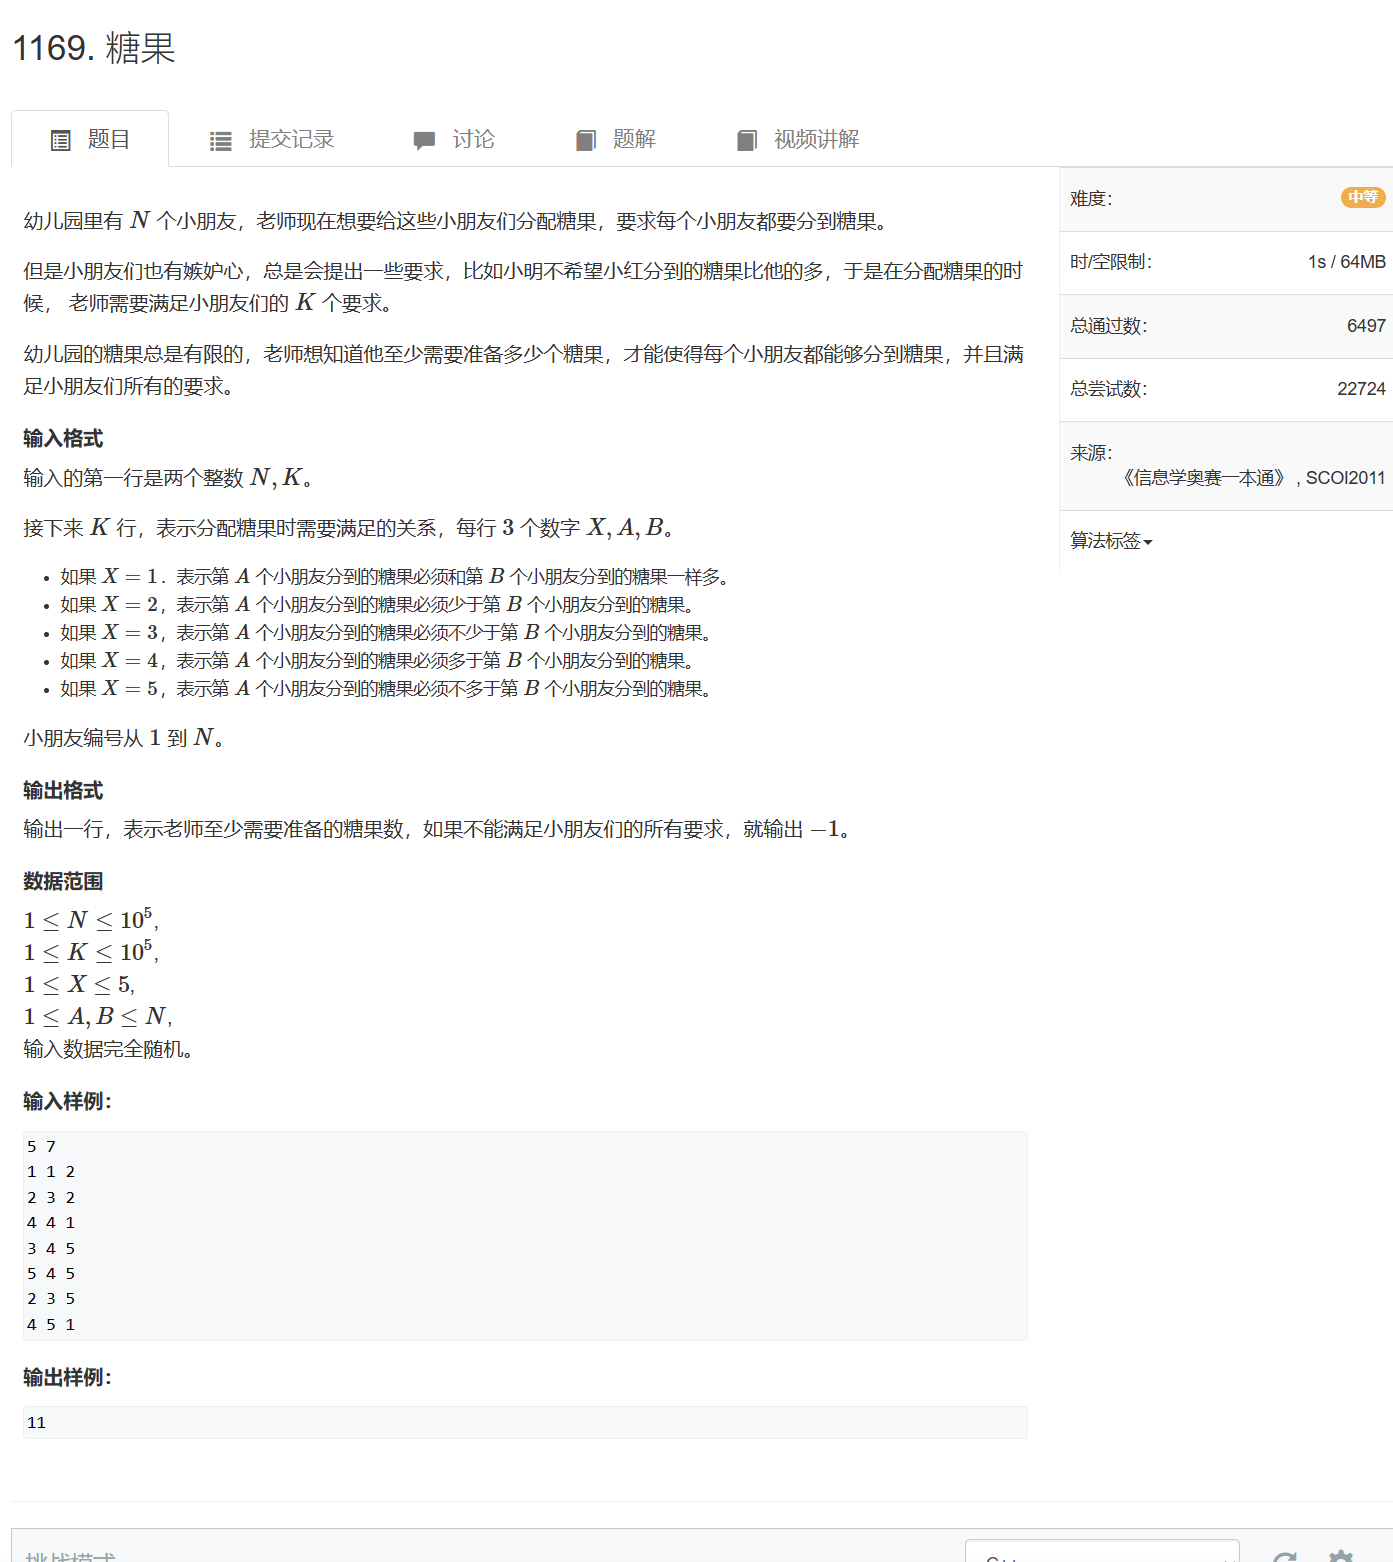 1169. 糖果
题目 提交记录 讨论 题解 视频讲解
幼儿园里有 N 个小朋友，老师现在想要给这些小朋友们分配糖果，要求每个小朋友都要分到糖果。
但是小朋友们也有嫉妒心，总是会提出一些要求，比如小明不希望小红分到的糖果比他的多，于是在分配糖果的时
候， 老师需要满足小朋友们的 K 个要求。
幼儿园的糖果总是有限的，老师想知道他至少需要准备多少个糖果，才能使得每个小朋友都能够分到糖果，并且满
足小朋友们所有的要求。
输入格式
输入的第一行是两个整数 N, K。
接下来 K 行，表示分配糖果时需要满足的关系，每行 3 个数字 X, A, B。
• 如果 X = 1．表示第 A 个小朋友分到的糖果必须和第 B 个小朋友分到的糖果一样多。
• 如果 X = 2，表示第 A 个小朋友分到的糖果必须少于第 B 个小朋友分到的糖果。
• 如果 X = 3，表示第 A 个小朋友分到的糖果必须不少于第 B 个小朋友分到的糖果。
• 如果 X = 4，表示第 A 个小朋友分到的糖果必须多于第 B 个小朋友分到的糖果。
• 如果 X = 5，表示第 A 个小朋友分到的糖果必须不多于第 B 个小朋友分到的糖果。
小朋友编号从 1 到 N。
输出格式
输出一行，表示老师至少需要准备的糖果数，如果不能满足小朋友们的所有要求，就输出 −1。
数据范围
1 ≤ N ≤ 10⁵,
1 ≤ K ≤ 10⁵,
1 ≤ X ≤ 5,
1 ≤ A, B ≤ N,
输入数据完全随机。
输入样例：
5 7
1 1 2
2 3 2
4 4 1
3 4 5
5 4 5
2 3 5
4 5 1
输出样例：
11
难度： 中等
时/空限制： 1s / 64MB
总通过数： 6497
总尝试数： 22724
来源：
《信息学奥赛一本通》 , SCOI2011
算法标签
挑战模式